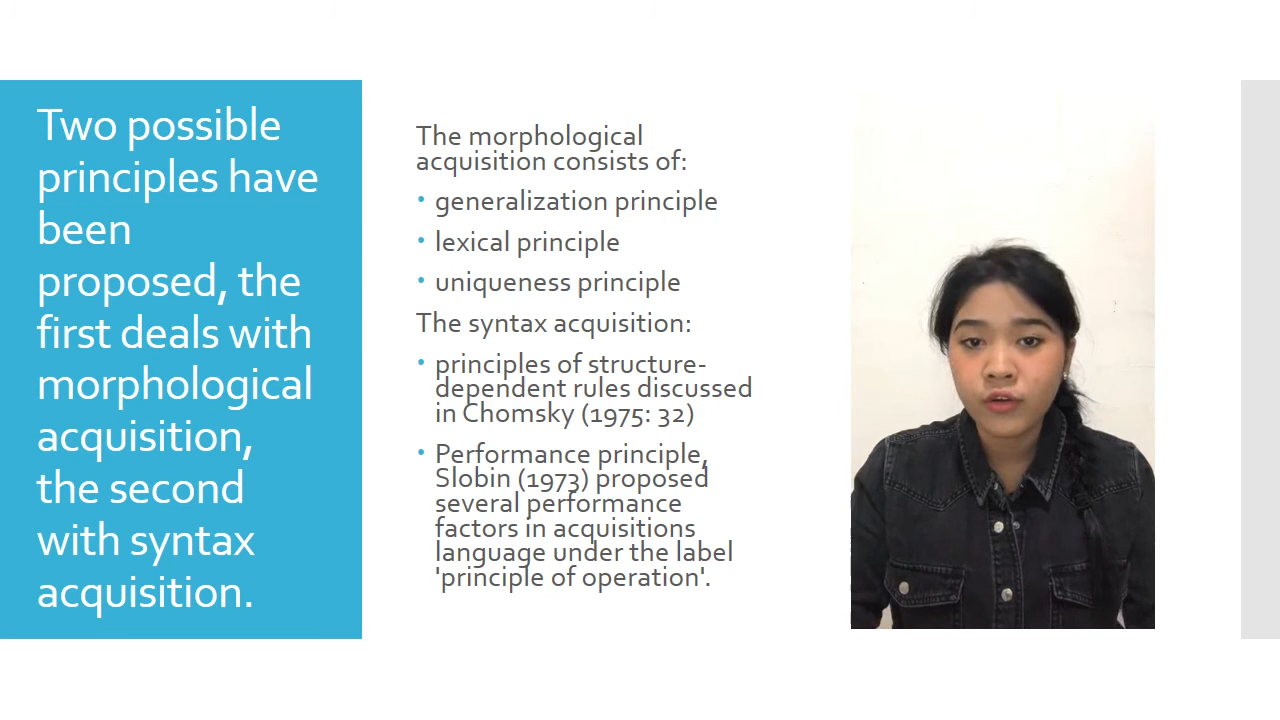 Two possible
principles have
been
proposed, the
first deals with
morphological
acquisition,
the second
with syntax
acquisition.
The morphological
acquisition consists of:
• generalization principle
• lexical principle
• uniqueness principle
The syntax acquisition:
• principles of structure-
dependent rules discussed
in Chomsky (1975: 32)
• Performance principle,
Slobin (1973) proposed
several performance
factors in acquisitions
language under the label
'principle of operation'.